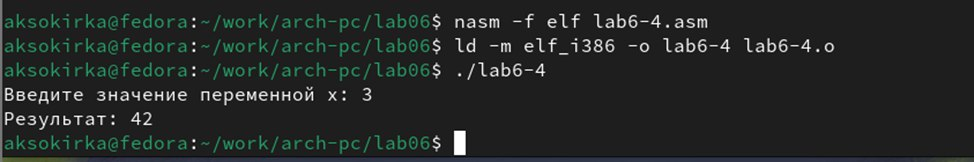 aksokirka@fedora:~/work/arch-pc/lab06$ nasm -f elf lab6-4.asm
aksokirka@fedora:~/work/arch-pc/lab06$ ld -m elf_i386 -o lab6-4 lab6-4.o
aksokirka@fedora:~/work/arch-pc/lab06$ ./lab6-4
Введите значение переменной x: 3
Результат: 42
aksokirka@fedora:~/work/arch-pc/lab06$